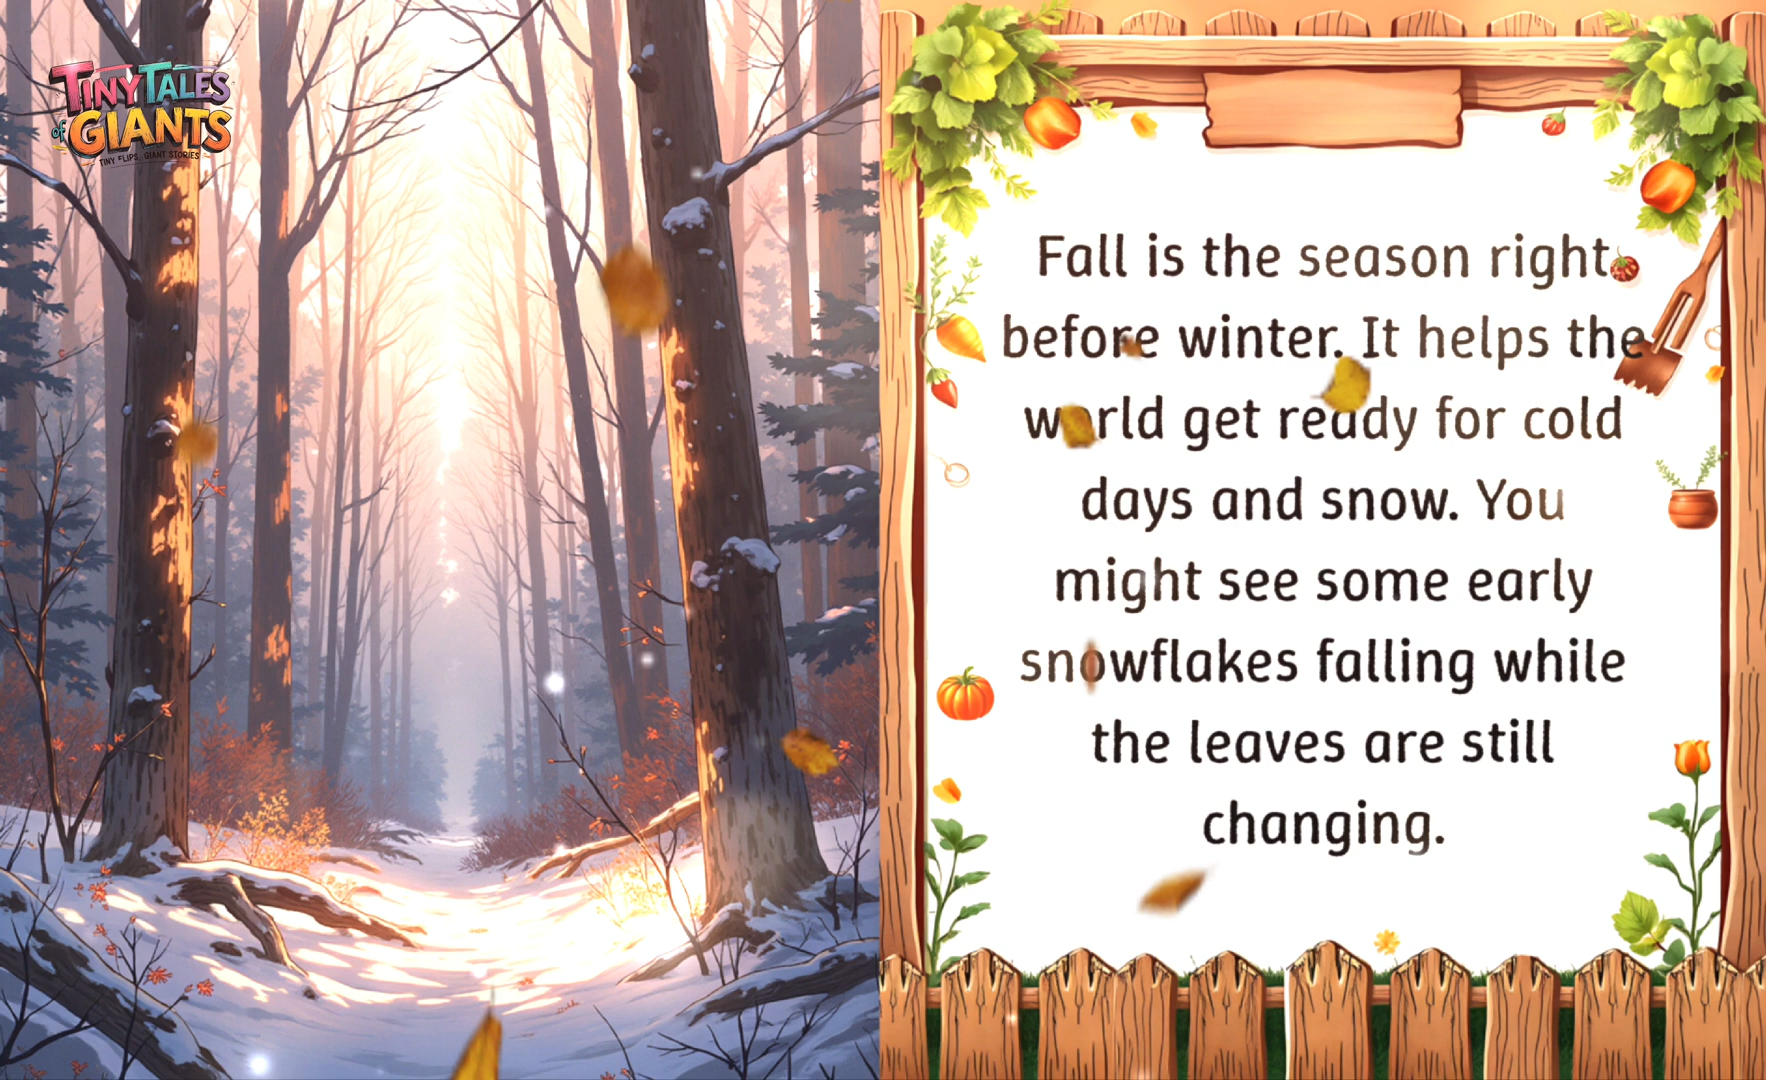 TINY TALES
of GIANTS
TINY FLIPS, GIANT STORIES
Fall is the season right
before winter. It helps the
world get ready for cold
days and snow. You
might see some early
snowflakes falling while
the leaves are still
changing.